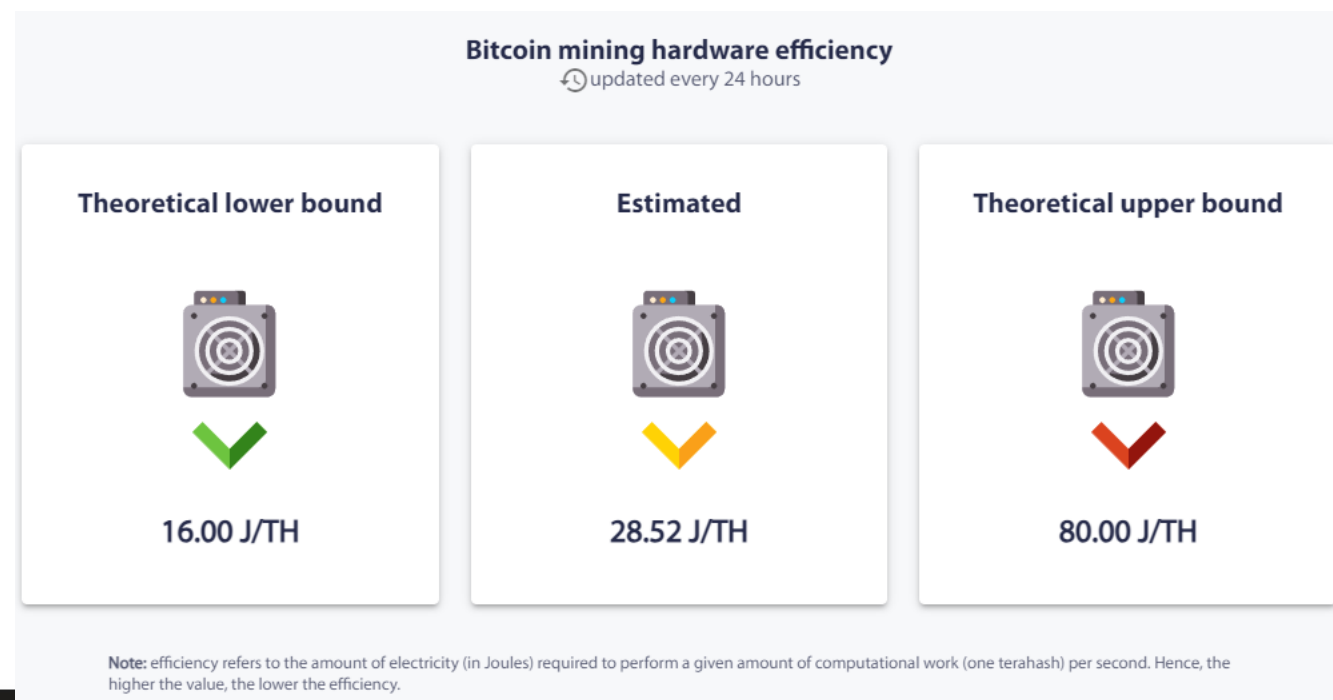 Bitcoin mining hardware efficiency
updated every 24 hours
Theoretical lower bound
16.00 J/TH
Estimated
28.52 J/TH
Theoretical upper bound
80.00 J/TH
Note: efficiency refers to the amount of electricity (in Joules) required to perform a given amount of computational work (one terahash) per second. Hence, the
higher the value, the lower the efficiency.